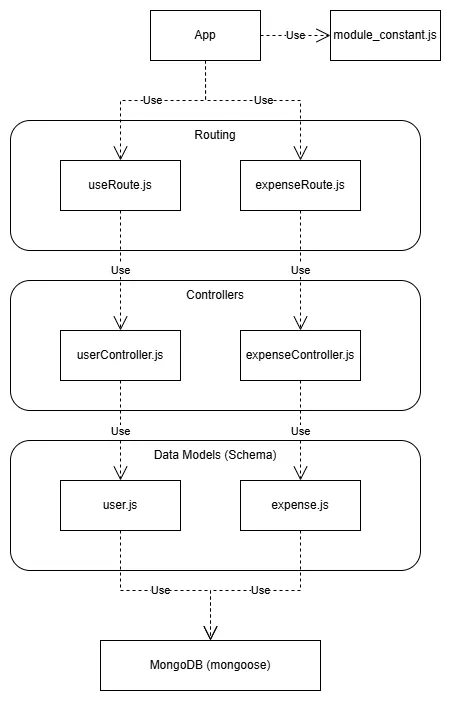 App
Use
module_constant.js
Use
Use
Routing
useRoute.js
expenseRoute.js
Use
Use
Controllers
userController.js
expenseController.js
Use
Use
Data Models (Schema)
user.js
expense.js
Use
Use
MongoDB (mongoose)